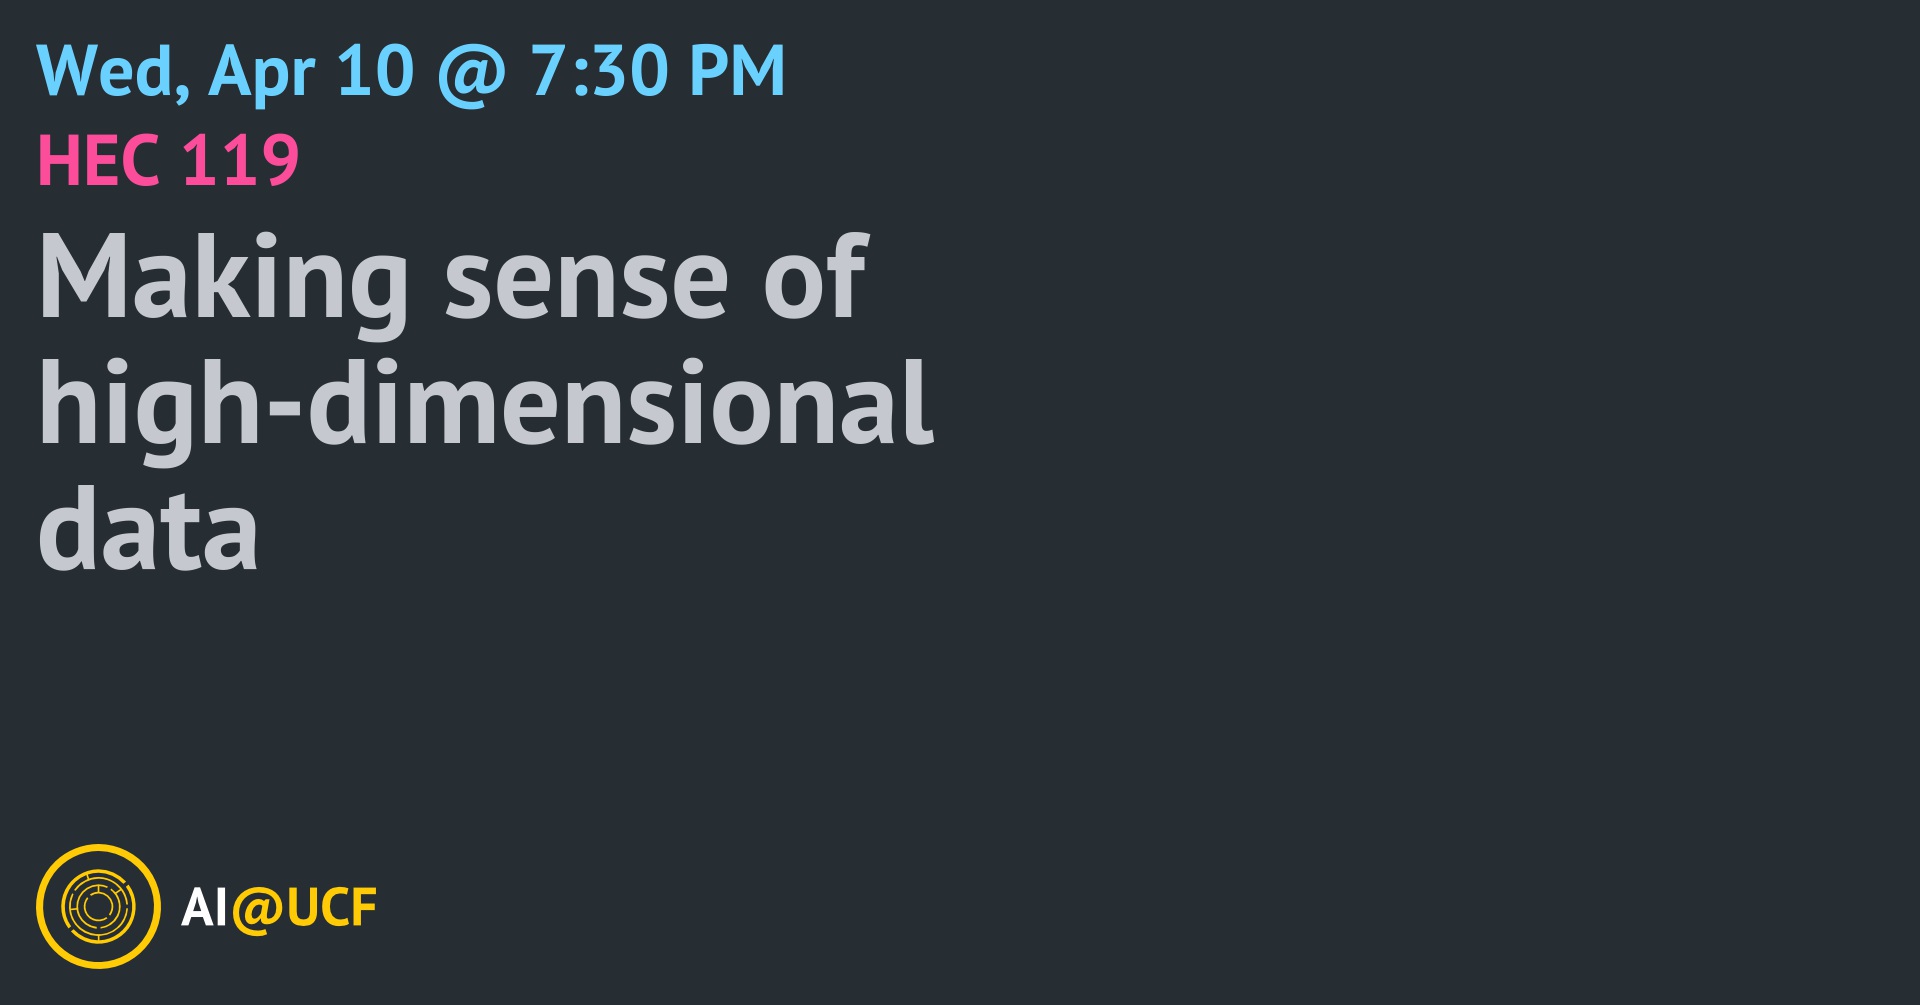 Wed, Apr 10 @ 7:30 PM
HEC 119
Making sense of
high-dimensional
data
AI@UCF